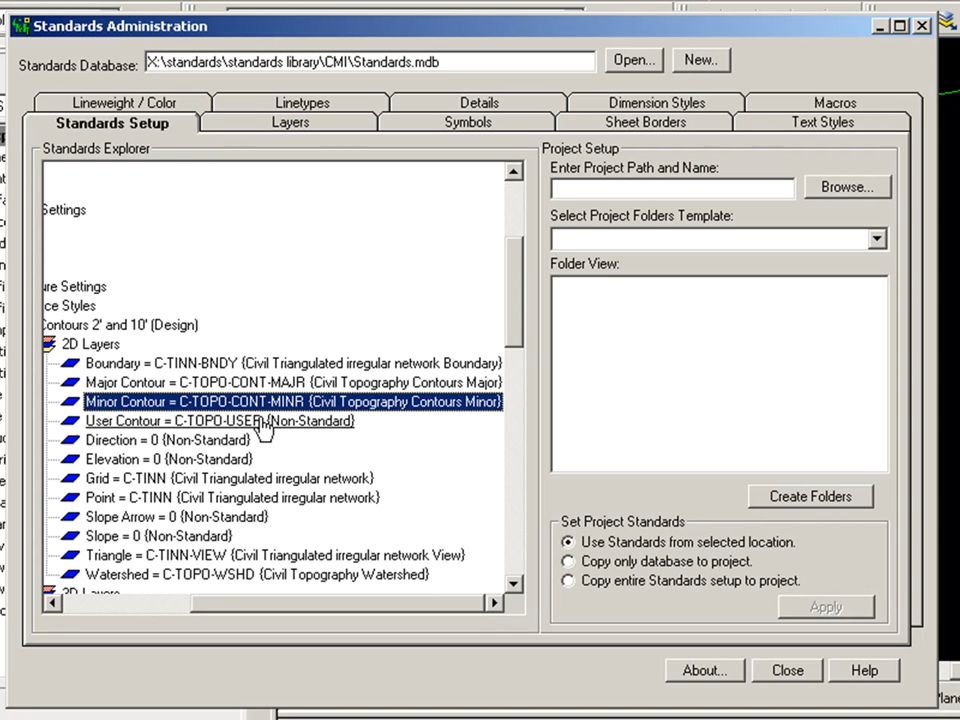 Standards Administration
Standards Database: X:\standards\standards library\CMI\Standards.mdb Open... New..
Lineweight / Color Linetypes Details Dimension Styles Macros
Standards Setup Layers Symbols Sheet Borders Text Styles
Standards Explorer
Settings
ure Settings
ce Styles
Contours 2' and 10' (Design)
2D Layers
Boundary = C-TINN-BNDY {Civil Triangulated irregular network Boundary}
Major Contour = C-TOPO-CONT-MAJR {Civil Topography Contours Major}
Minor Contour = C-TOPO-CONT-MINR {Civil Topography Contours Minor}
User Contour = C-TOPO-USER {Non-Standard}
Direction = 0 {Non-Standard}
Elevation = 0 {Non-Standard}
Grid = C-TINN {Civil Triangulated irregular network}
Point = C-TINN {Civil Triangulated irregular network}
Slope Arrow = 0 {Non-Standard}
Slope = 0 {Non-Standard}
Triangle = C-TINN-VIEW {Civil Triangulated irregular network View}
Watershed = C-TOPO-WSHD {Civil Topography Watershed}
3D Layers
Project Setup
Enter Project Path and Name:
Browse...
Select Project Folders Template:
Folder View:
Create Folders
Set Project Standards
Use Standards from selected location.
Copy only database to project.
Copy entire Standards setup to project.
Apply
About... Close Help